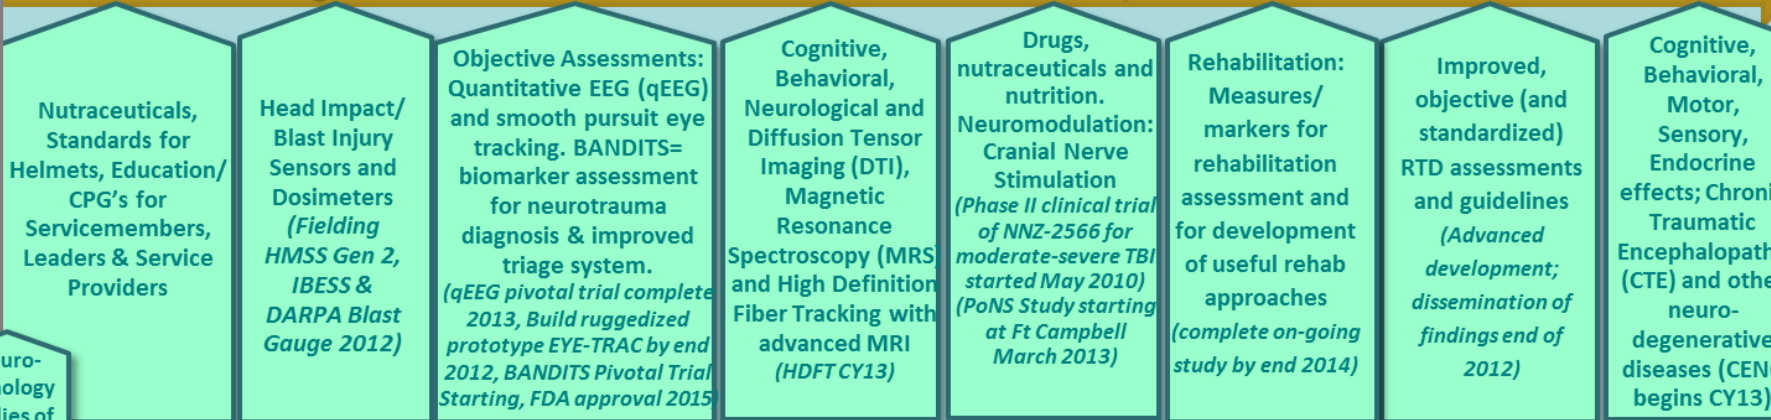 Nutraceuticals,
Standards for
Helmets, Education/
CPG's for
Servicemembers,
Leaders & Service
Providers
Head Impact/
Blast Injury
Sensors and
Dosimeters
(Fielding
HMSS Gen 2,
IBESS &
DARPA Blast
Gauge 2012)
Objective Assessments:
Quantitative EEG (qEEG)
and smooth pursuit eye
tracking. BANDITS=
biomarker assessment
for neurotrauma
diagnosis & improved
triage system.
(qEEG pivotal trial complete
2013, Build ruggedized
prototype EYE-TRAC by end
2012, BANDITS Pivotal Trial
Starting, FDA approval 2015)
Cognitive,
Behavioral,
Neurological and
Diffusion Tensor
Imaging (DTI),
Magnetic
Resonance
Spectroscopy (MRS)
and High Definition
Fiber Tracking with
advanced MRI
(HDFT CY13)
Drugs,
nutraceuticals and
nutrition.
Neuromodulation:
Cranial Nerve
Stimulation
(Phase II clinical trial
of NNZ-2566 for
moderate-severe TBI
started May 2010)
(PoNS Study starting
at Ft Campbell
March 2013)
Rehabilitation:
Measures/
markers for
rehabilitation
assessment and
for development
of useful rehab
approaches
(complete on-going
study by end 2014)
Improved,
objective (and
standardized)
RTD assessments
and guidelines
(Advanced
development;
dissemination of
findings end of
2012)
Cognitive,
Behavioral,
Motor,
Sensory,
Endocrine
effects; Chroni
Traumatic
Encephalopath
(CTE) and othe
neuro-
degenerative
diseases (CEN
begins CY13)
uro-
ology
lies of